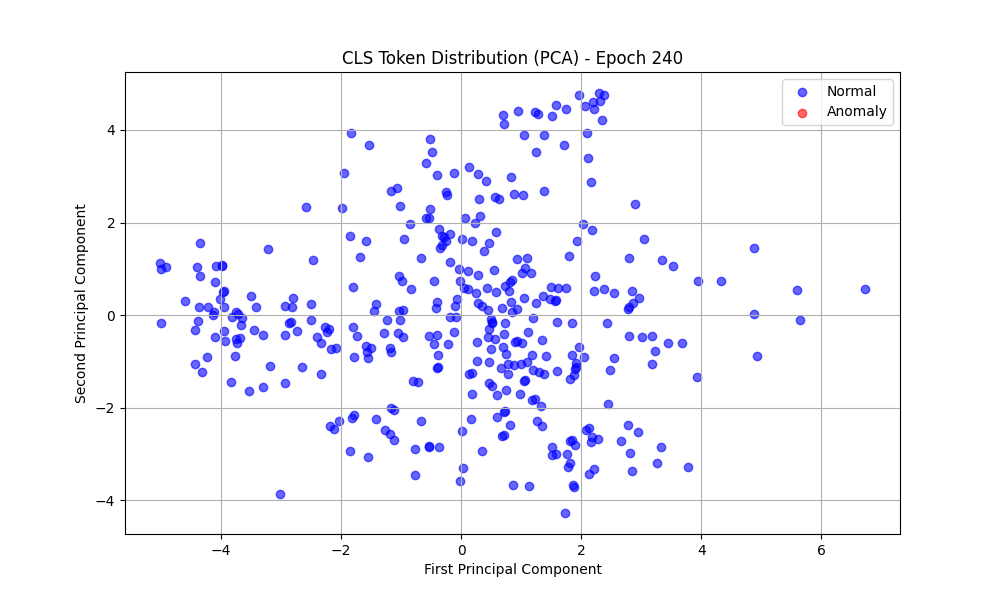 CLS Token Distribution (PCA) - Epoch 240
Normal
Anomaly
Second Principal Component
4
2
0
−2
−4
−4 −2 0 2 4 6
First Principal Component